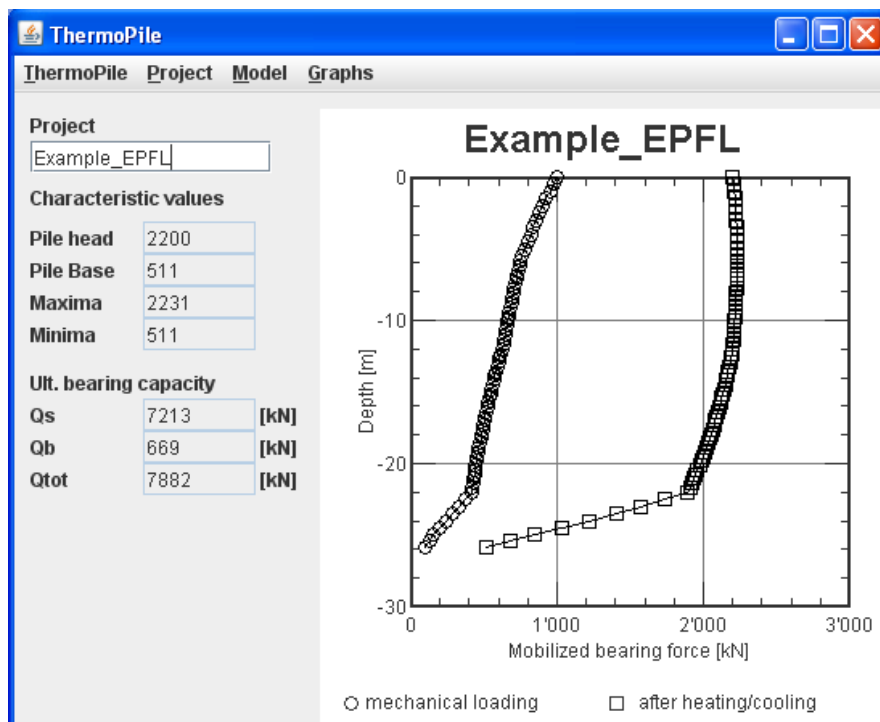 ThermoPile
ThermoPile Project Model Graphs
Project
Example_EPFL
Characteristic values
Pile head 2200
Pile Base 511
Maxima 2231
Minima 511
Ult. bearing capacity
Qs 7213 [kN]
Qb 669 [kN]
Qtot 7882 [kN]
Example_EPFL
0
-10
-20
-30
Depth [m]
0 1'000 2'000 3'000
Mobilized bearing force [kN]
mechanical loading after heating/cooling